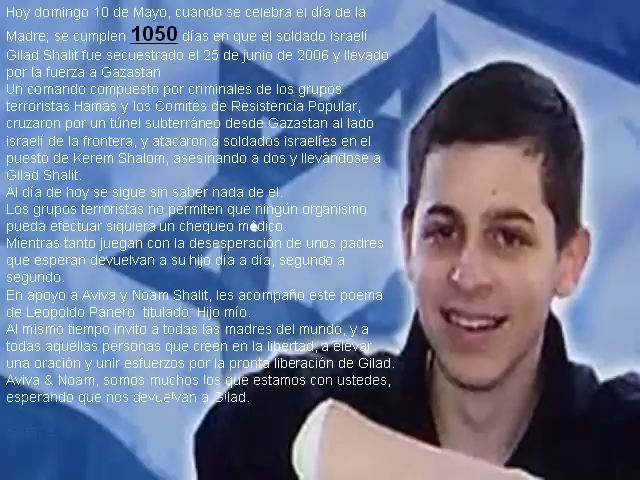 Hoy domingo 10 de Mayo, cuando se celebra el día de la
Madre; se cumplen 1050 días en que el soldado israelí
Gilad Shalit fue secuestrado el 25 de junio de 2006 y llevado
por la fuerza a Gazastan
Un comando compuesto por criminales de los grupos
terroristas Hamas y los Comités de Resistencia Popular,
cruzaron por un túnel subterráneo desde Gazastan al lado
israelí de la frontera, y atacaron a soldados israelíes en el
puesto de Kerem Shalom, asesinando a dos y llevándose a
Gilad Shalit.
Al día de hoy se sigue sin saber nada de el
Los grupos terroristas no permiten que ningún organismo
pueda efectuar siquiera un chequeo médico.
Mientras tanto juegan con la desesperación de unos padres
que esperan devuelvan a su hijo día a día, segundo a
segundo.
En apoyo a Aviva y Noam Shalit, les acompaño este poema
de Leopoldo Panero titulado: Hijo mío.
Al mismo tiempo invito a todas las madres del mundo, y a
todas aquellas personas que creen en la libertad, a elevar
una oración y unir esfuerzos por la pronta liberación de Gilad.
Aviva & Noam, somos muchos los que estamos con ustedes,
esperando que nos devuelvan a Gilad.